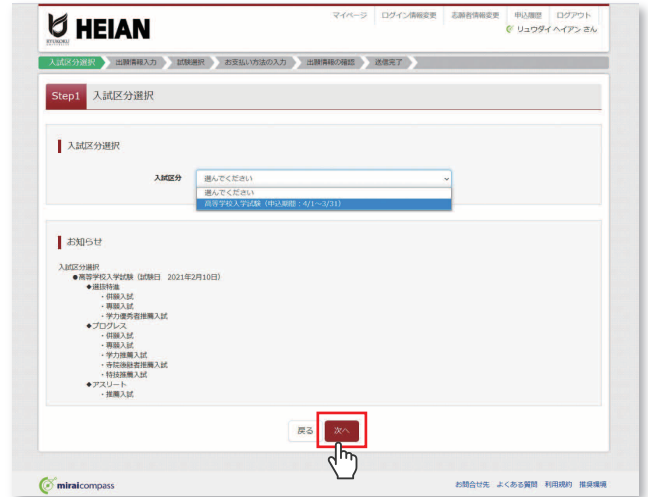 マイページ ログイン情報変更 志願者情報変更 申込履歴 ログアウト
RYUKOKU
HEIAN
リュウダイ ヘイアン さん
入試区分選択 出願情報入力 試験選択 お支払い方法の入力 出願情報の確認 送信完了
Step1 入試区分選択
入試区分選択
入試区分 選んでください
選んでください
高等学校入学試験（申込期間：4/1～3/31）
お知らせ
入試区分選択
●高等学校入学試験（試験日 2021年2月10日）
◆選抜特進
・併願入試
・専願入試
・学力優秀者推薦入試
◆プログレス
・併願入試
・専願入試
・学力推薦入試
・寺院後継者推薦入試
・特技推薦入試
◆アスリート
・推薦入試
戻る 次へ
miraicompass
お問合せ先 よくある質問 利用規約 推奨環境